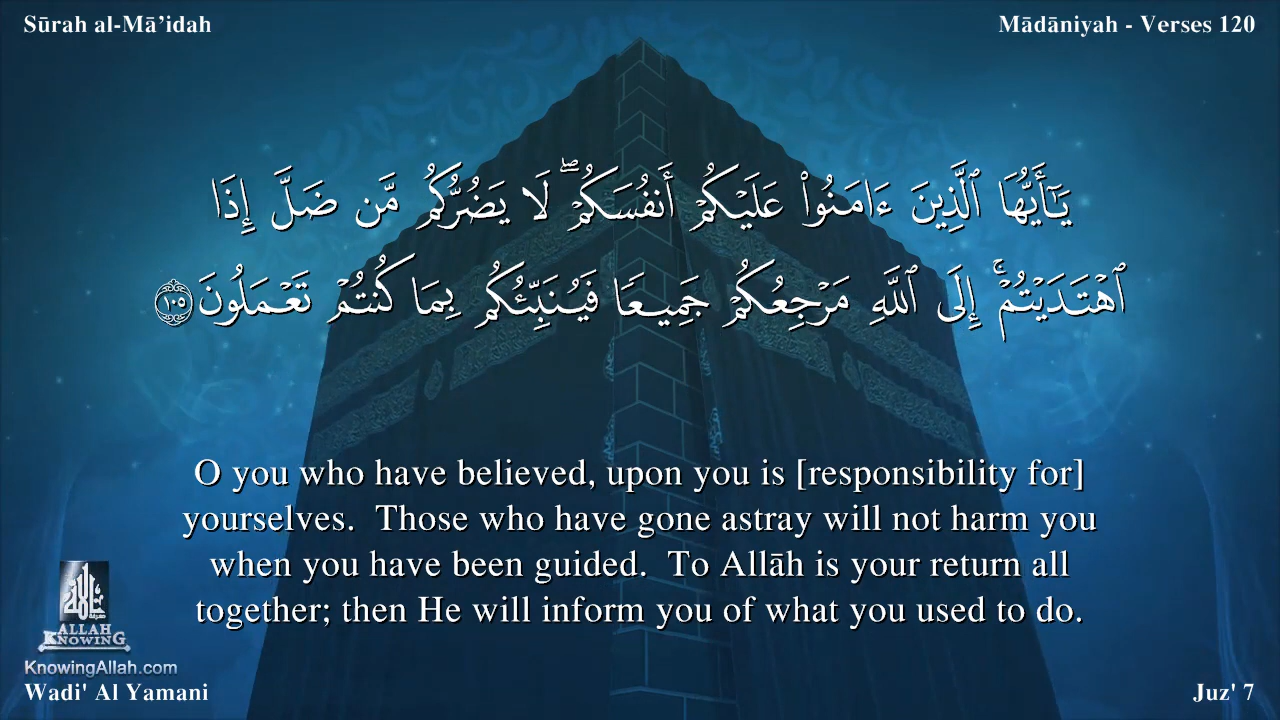 Sūrah al-Mā’idah
Mādāniyah - Verses 120
يَـٰٓأَيُّهَا ٱلَّذِينَ ءَامَنُوا۟ عَلَيْكُمْ أَنفُسَكُمْ ۖ لَا يَضُرُّكُم مَّن ضَلَّ إِذَا
ٱهْتَدَيْتُمْ ۚ إِلَى ٱللَّهِ مَرْجِعُكُمْ جَمِيعًا فَيُنَبِّئُكُم بِمَا كُنتُمْ تَعْمَلُونَ ١٠٥
O you who have believed, upon you is [responsibility for]
yourselves.  Those who have gone astray will not harm you
when you have been guided.  To Allāh is your return all
together; then He will inform you of what you used to do.
ALLAH
KNOWING
KnowingAllah.com
Wadi' Al Yamani
Juz' 7